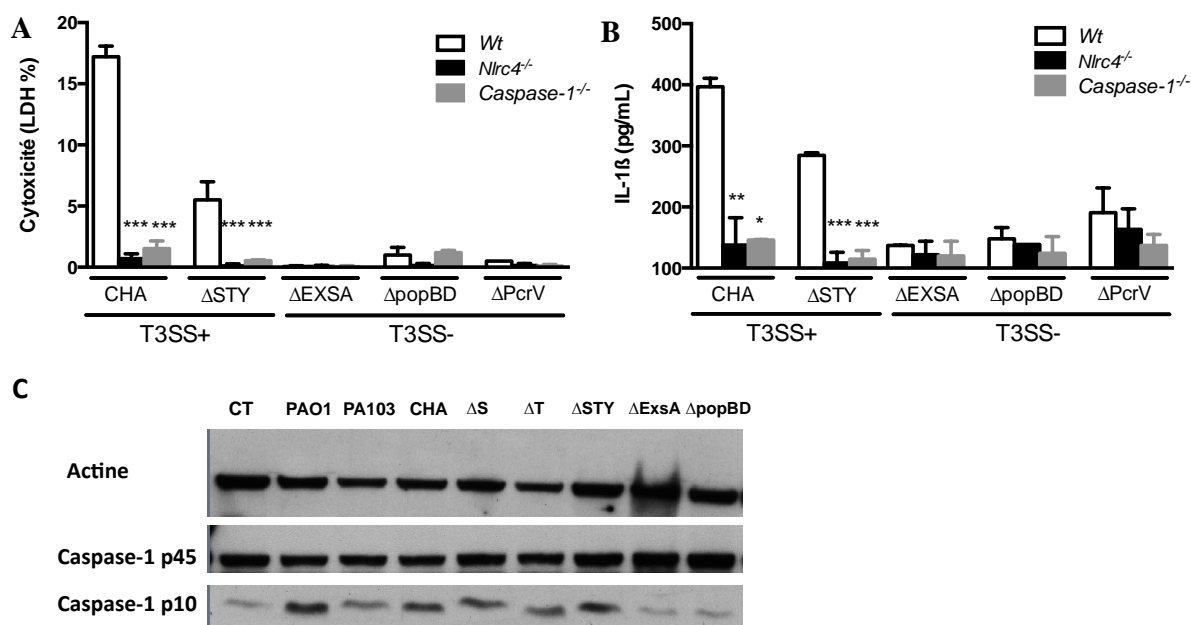 A
Cytoxicité (LDH %)
20
15
10
5
0
Wt
Nlrc4-/-
Caspase-1-/-
*** ***
*** ***
CHA ΔSTY ΔEXSA ΔpopBD ΔPcrV
T3SS+ T3SS-
B
IL-1ß (pg/mL)
400
300
200
100
Wt
Nlrc4-/-
Caspase-1-/-
** *
*** ***
CHA ΔSTY ΔEXSA ΔpopBD ΔPcrV
T3SS+ T3SS-
C
CT PAO1 PA103 CHA ΔS ΔT ΔSTY ΔExsA ΔpopBD
Actine
Caspase-1 p45
Caspase-1 p10